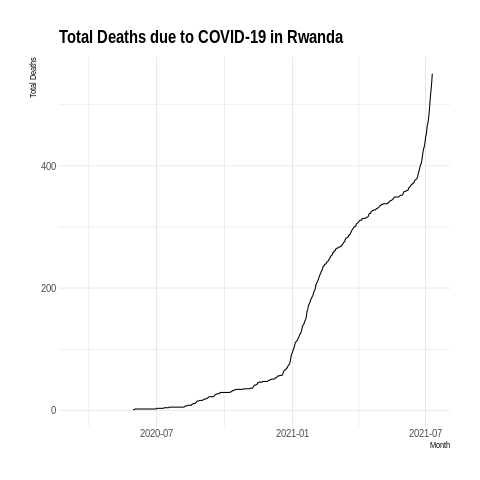 Total Deaths due to COVID-19 in Rwanda
Total Deaths
400
200
0
2020-07
2021-01
2021-07
Month